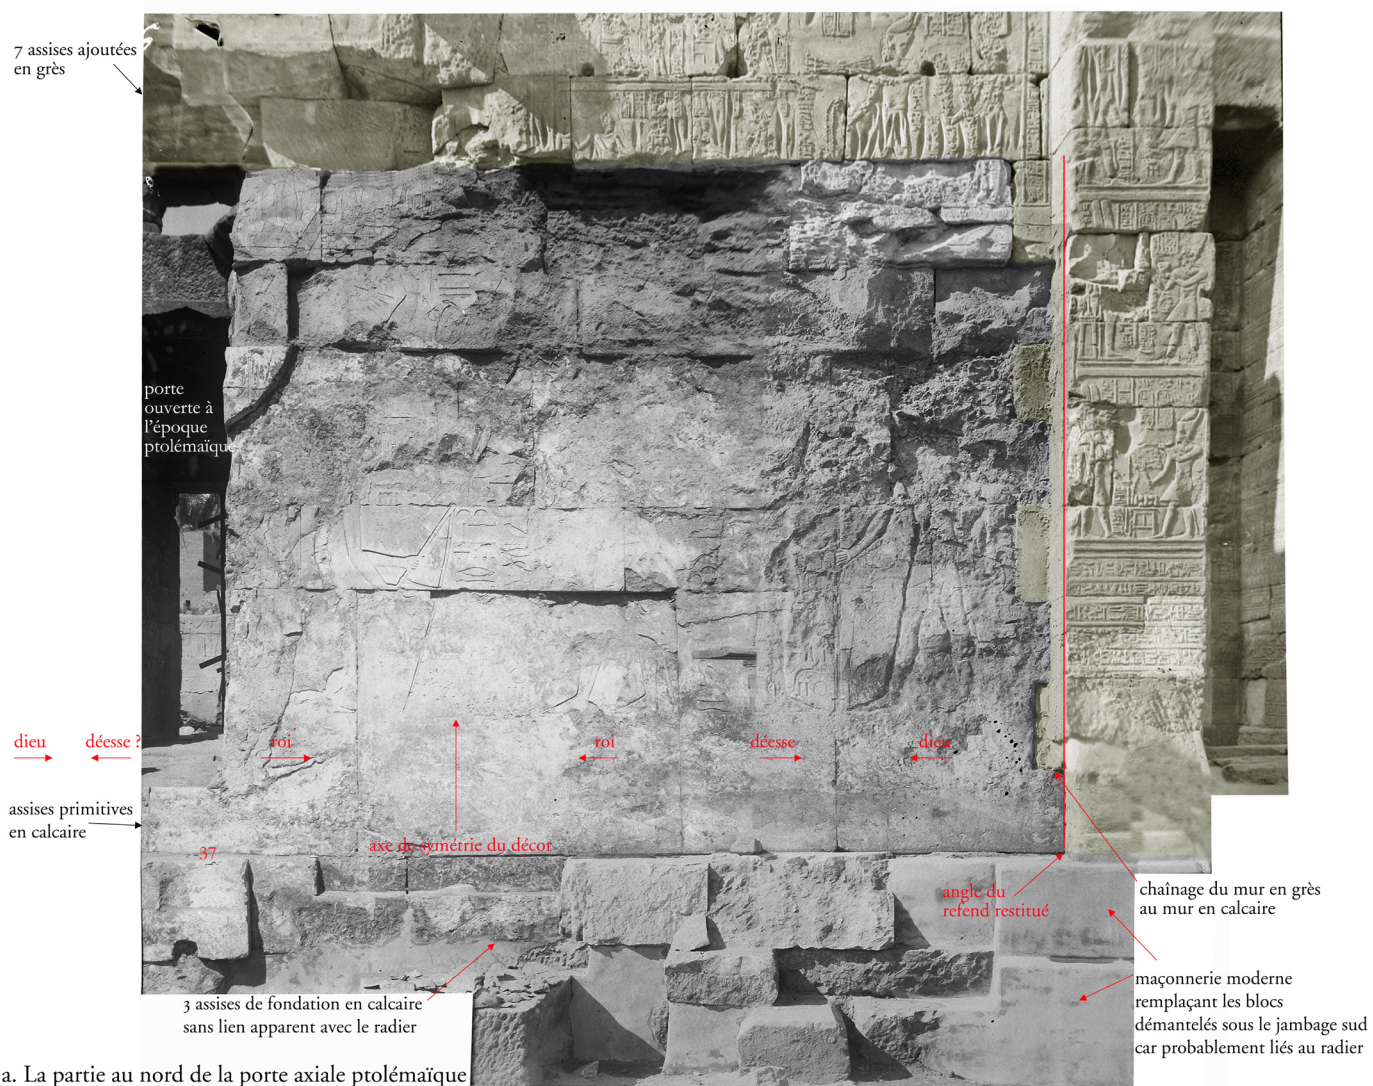 7 assises ajoutées
en grès
porte
ouverte à
l'époque
ptolémaïque
dieu
déesse ?
roi
roi
déesse
dieu
assises primitives
en calcaire
37
axe de symétrie du décor
angle du
refend restitué
chaînage du mur en grès
au mur en calcaire
3 assises de fondation en calcaire
sans lien apparent avec le radier
maçonnerie moderne
remplaçant les blocs
démantelés sous le jambage sud
car probablement liés au radier
a. La partie au nord de la porte axiale ptolémaïque